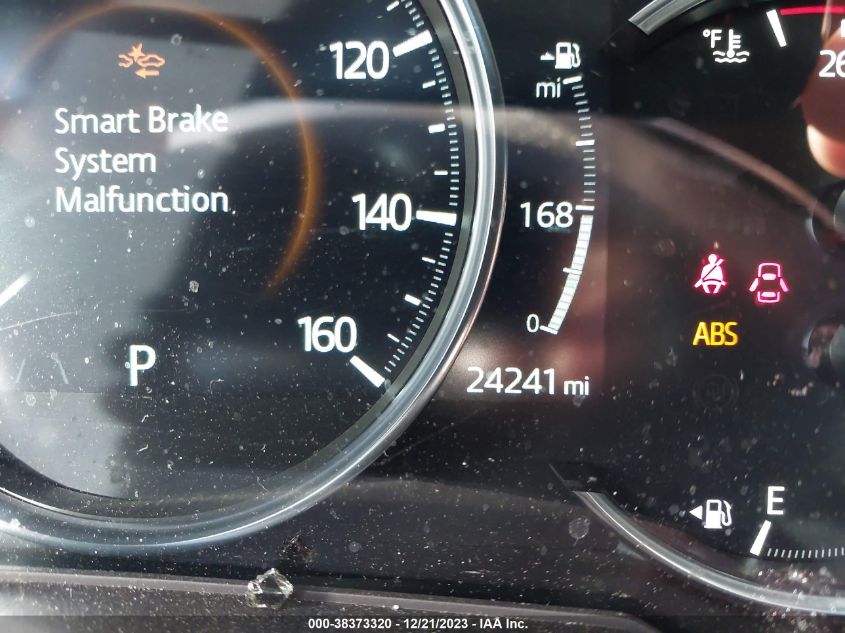 120
°F
mi
26
Smart Brake
System
Malfunction
140
168
160
0
ABS
P
24241 mi
E
000-38373320 - 12/21/2023 - IAA Inc.